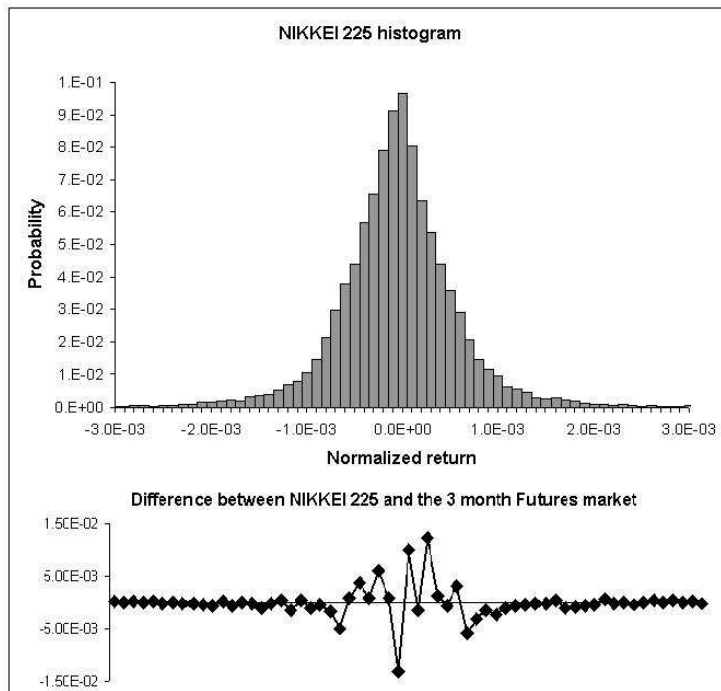 NIKKEI 225 histogram
1.E-01
9.E-02
8.E-02
7.E-02
6.E-02
5.E-02
4.E-02
3.E-02
2.E-02
1.E-02
0.E+00
Probability
-3.0E-03 -2.0E-03 -1.0E-03 0.0E+00 1.0E-03 2.0E-03 3.0E-03
Normalized return
Difference between NIKKEI 225 and the 3 month Futures market
1.50E-02
5.00E-03
-5.00E-03
-1.50E-02